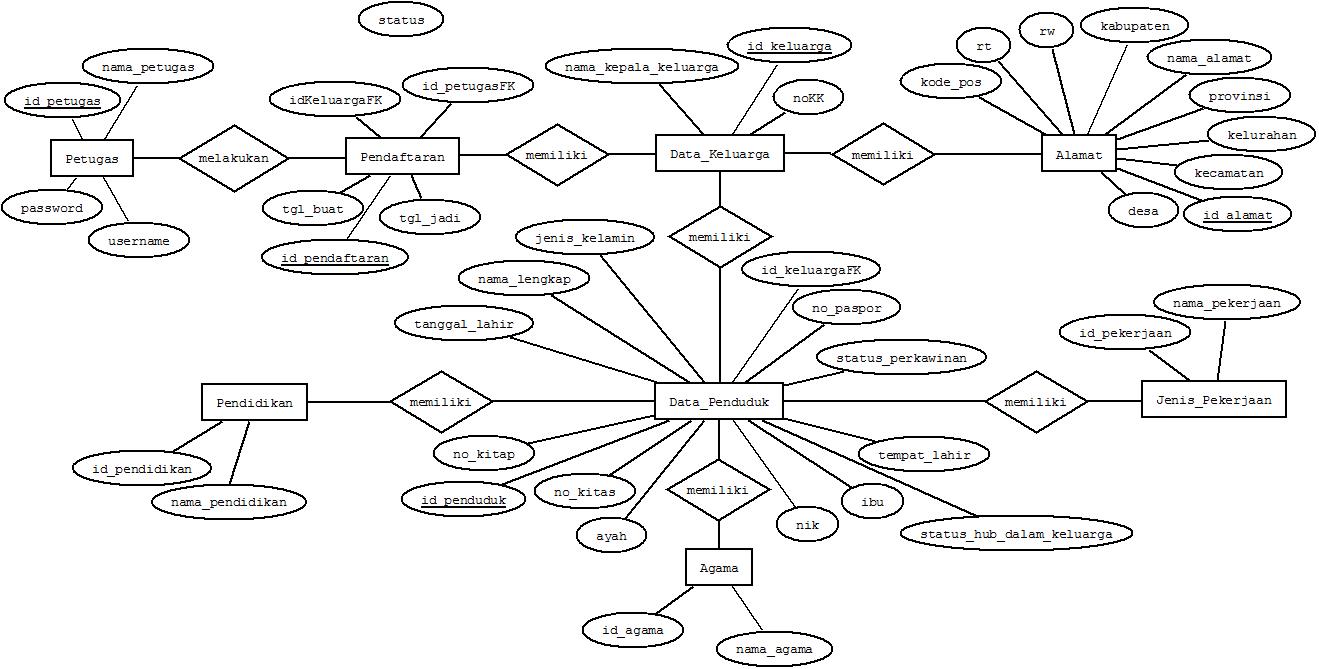 status
rw
kabupaten
rt
id_keluarga
nama_petugas
nama_kepala_keluarga
nama_alamat
id_petugas
idKeluargaFK
id_petugasFK
noKK
kode_pos
provinsi
kelurahan
Petugas
melakukan
Pendaftaran
memiliki
Data_Keluarga
memiliki
Alamat
kecamatan
password
tgl_buat
tgl_jadi
desa
id_alamat
username
id_pendaftaran
jenis_kelamin
memiliki
nama_lengkap
id_keluargaFK
no_paspor
nama_pekerjaan
tanggal_lahir
id_pekerjaan
status_perkawinan
Pendidikan
memiliki
Data_Penduduk
memiliki
Jenis_Pekerjaan
no_kitap
tempat_lahir
id_pendidikan
nama_pendidikan
id_penduduk
no_kitas
memiliki
ibu
ayah
nik
status_hub_dalam_keluarga
Agama
id_agama
nama_agama